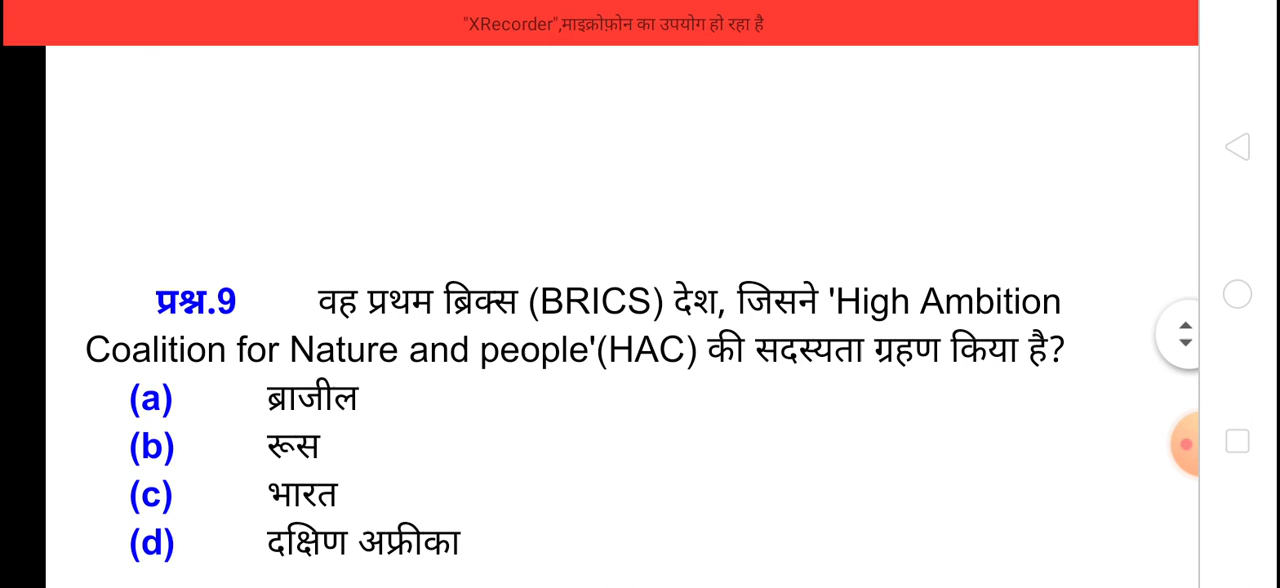 "XRecorder",माइक्रोफ़ोन का उपयोग हो रहा है
प्रश्न.9 वह प्रथम ब्रिक्स (BRICS) देश, जिसने 'High Ambition
Coalition for Nature and people'(HAC) की सदस्यता ग्रहण किया है?
(a) ब्राजील
(b) रूस
(c) भारत
(d) दक्षिण अफ्रीका